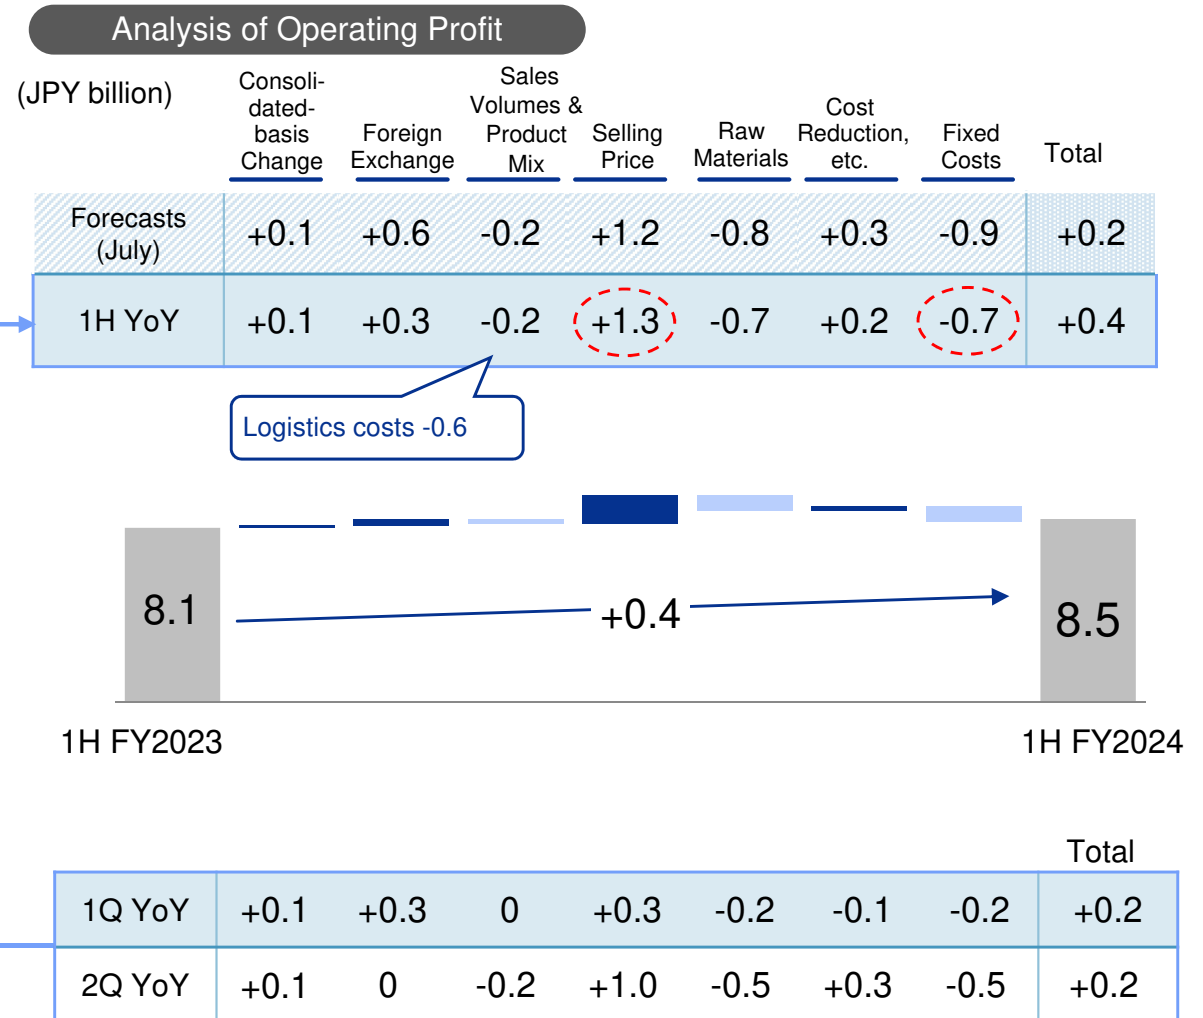 Analysis of Operating Profit
(JPY billion)
Consoli-
dated-
basis
Change
Foreign
Exchange
Sales
Volumes &
Product
Mix
Selling
Price
Raw
Materials
Cost
Reduction,
etc.
Fixed
Costs
Total
Forecasts
(July)
+0.1 +0.6 -0.2 +1.2 -0.8 +0.3 -0.9 +0.2
1H YoY +0.1 +0.3 -0.2 +1.3 -0.7 +0.2 -0.7 +0.4
Logistics costs -0.6
8.1
+0.4
8.5
1H FY2023
1H FY2024
Total
1Q YoY +0.1 +0.3 0 +0.3 -0.2 -0.1 -0.2 +0.2
2Q YoY +0.1 0 -0.2 +1.0 -0.5 +0.3 -0.5 +0.2